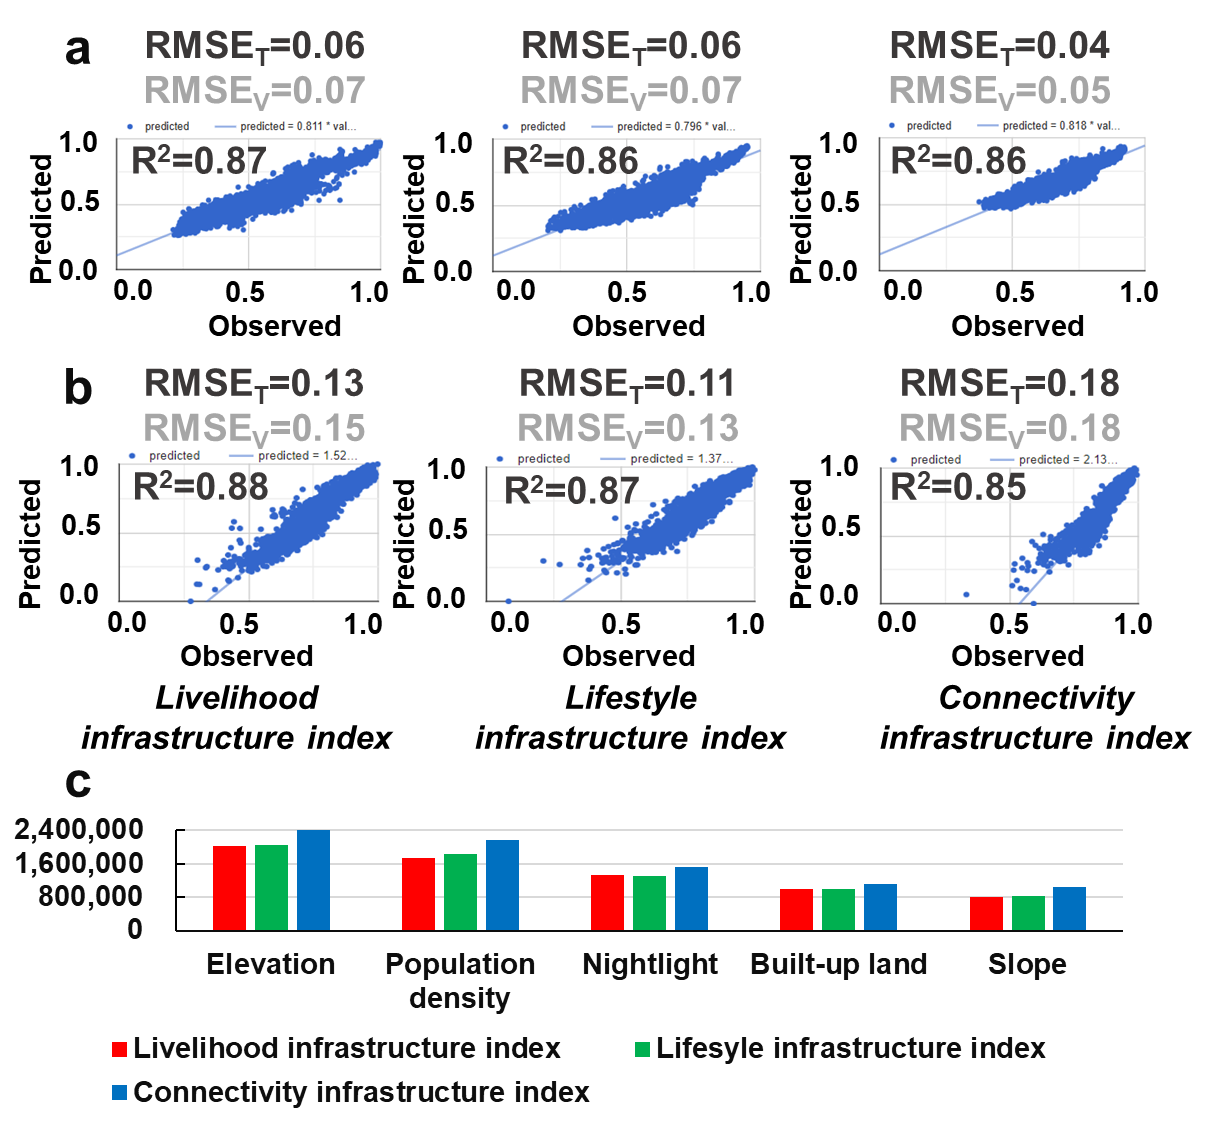 a
RMSET=0.06
RMSEV=0.07
predicted
predicted = 0.811 * val...
R2=0.87
1.0
0.5
0.0
Predicted
0.0
0.5
1.0
Observed
RMSET=0.06
RMSEV=0.07
predicted
predicted = 0.796 * val...
R2=0.86
1.0
0.5
0.0
Predicted
0.0
0.5
1.0
Observed
RMSET=0.04
RMSEV=0.05
predicted
predicted = 0.818 * val...
R2=0.86
1.0
0.5
0.0
Predicted
0.0
0.5
1.0
Observed
b
RMSET=0.13
RMSEV=0.15
predicted
predicted = 1.52...
R2=0.88
1.0
0.5
0.0
Predicted
0.0
0.5
1.0
Observed
Livelihood
infrastructure index
RMSET=0.11
RMSEV=0.13
predicted
predicted = 1.37...
R2=0.87
1.0
0.5
0.0
Predicted
0.0
0.5
1.0
Observed
Lifestyle
infrastructure index
RMSET=0.18
RMSEV=0.18
predicted
predicted = 2.13...
R2=0.85
1.0
0.5
0.0
Predicted
0.0
0.5
1.0
Observed
Connectivity
infrastructure index
c
2,400,000
1,600,000
800,000
0
Elevation
Population
density
Nightlight
Built-up land
Slope
Livelihood infrastructure index
Lifesyle infrastructure index
Connectivity infrastructure index